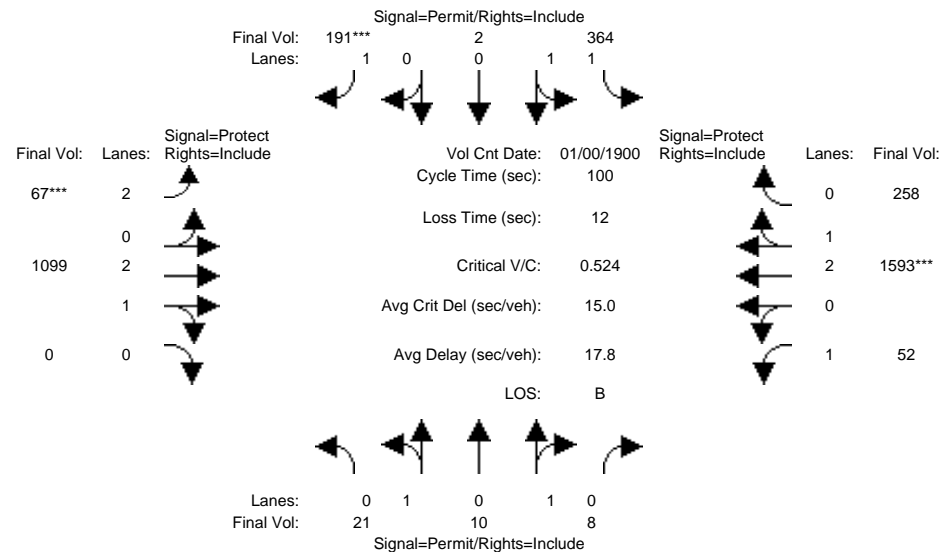 Signal=Permit/Rights=Include
Final Vol: 191*** 2 364
Lanes: 1 0 0 1 1
Signal=Protect Signal=Protect
Final Vol: Lanes: Rights=Include Vol Cnt Date: 01/00/1900 Rights=Include Lanes: Final Vol:
Cycle Time (sec): 100
67*** 2 0 258
Loss Time (sec): 12
0 1
1099 2 Critical V/C: 0.524 2 1593***
1 Avg Crit Del (sec/veh): 15.0 0
0 0 Avg Delay (sec/veh): 17.8 1 52
LOS: B
Lanes: 0 1 0 1 0
Final Vol: 21 10 8
Signal=Permit/Rights=Include